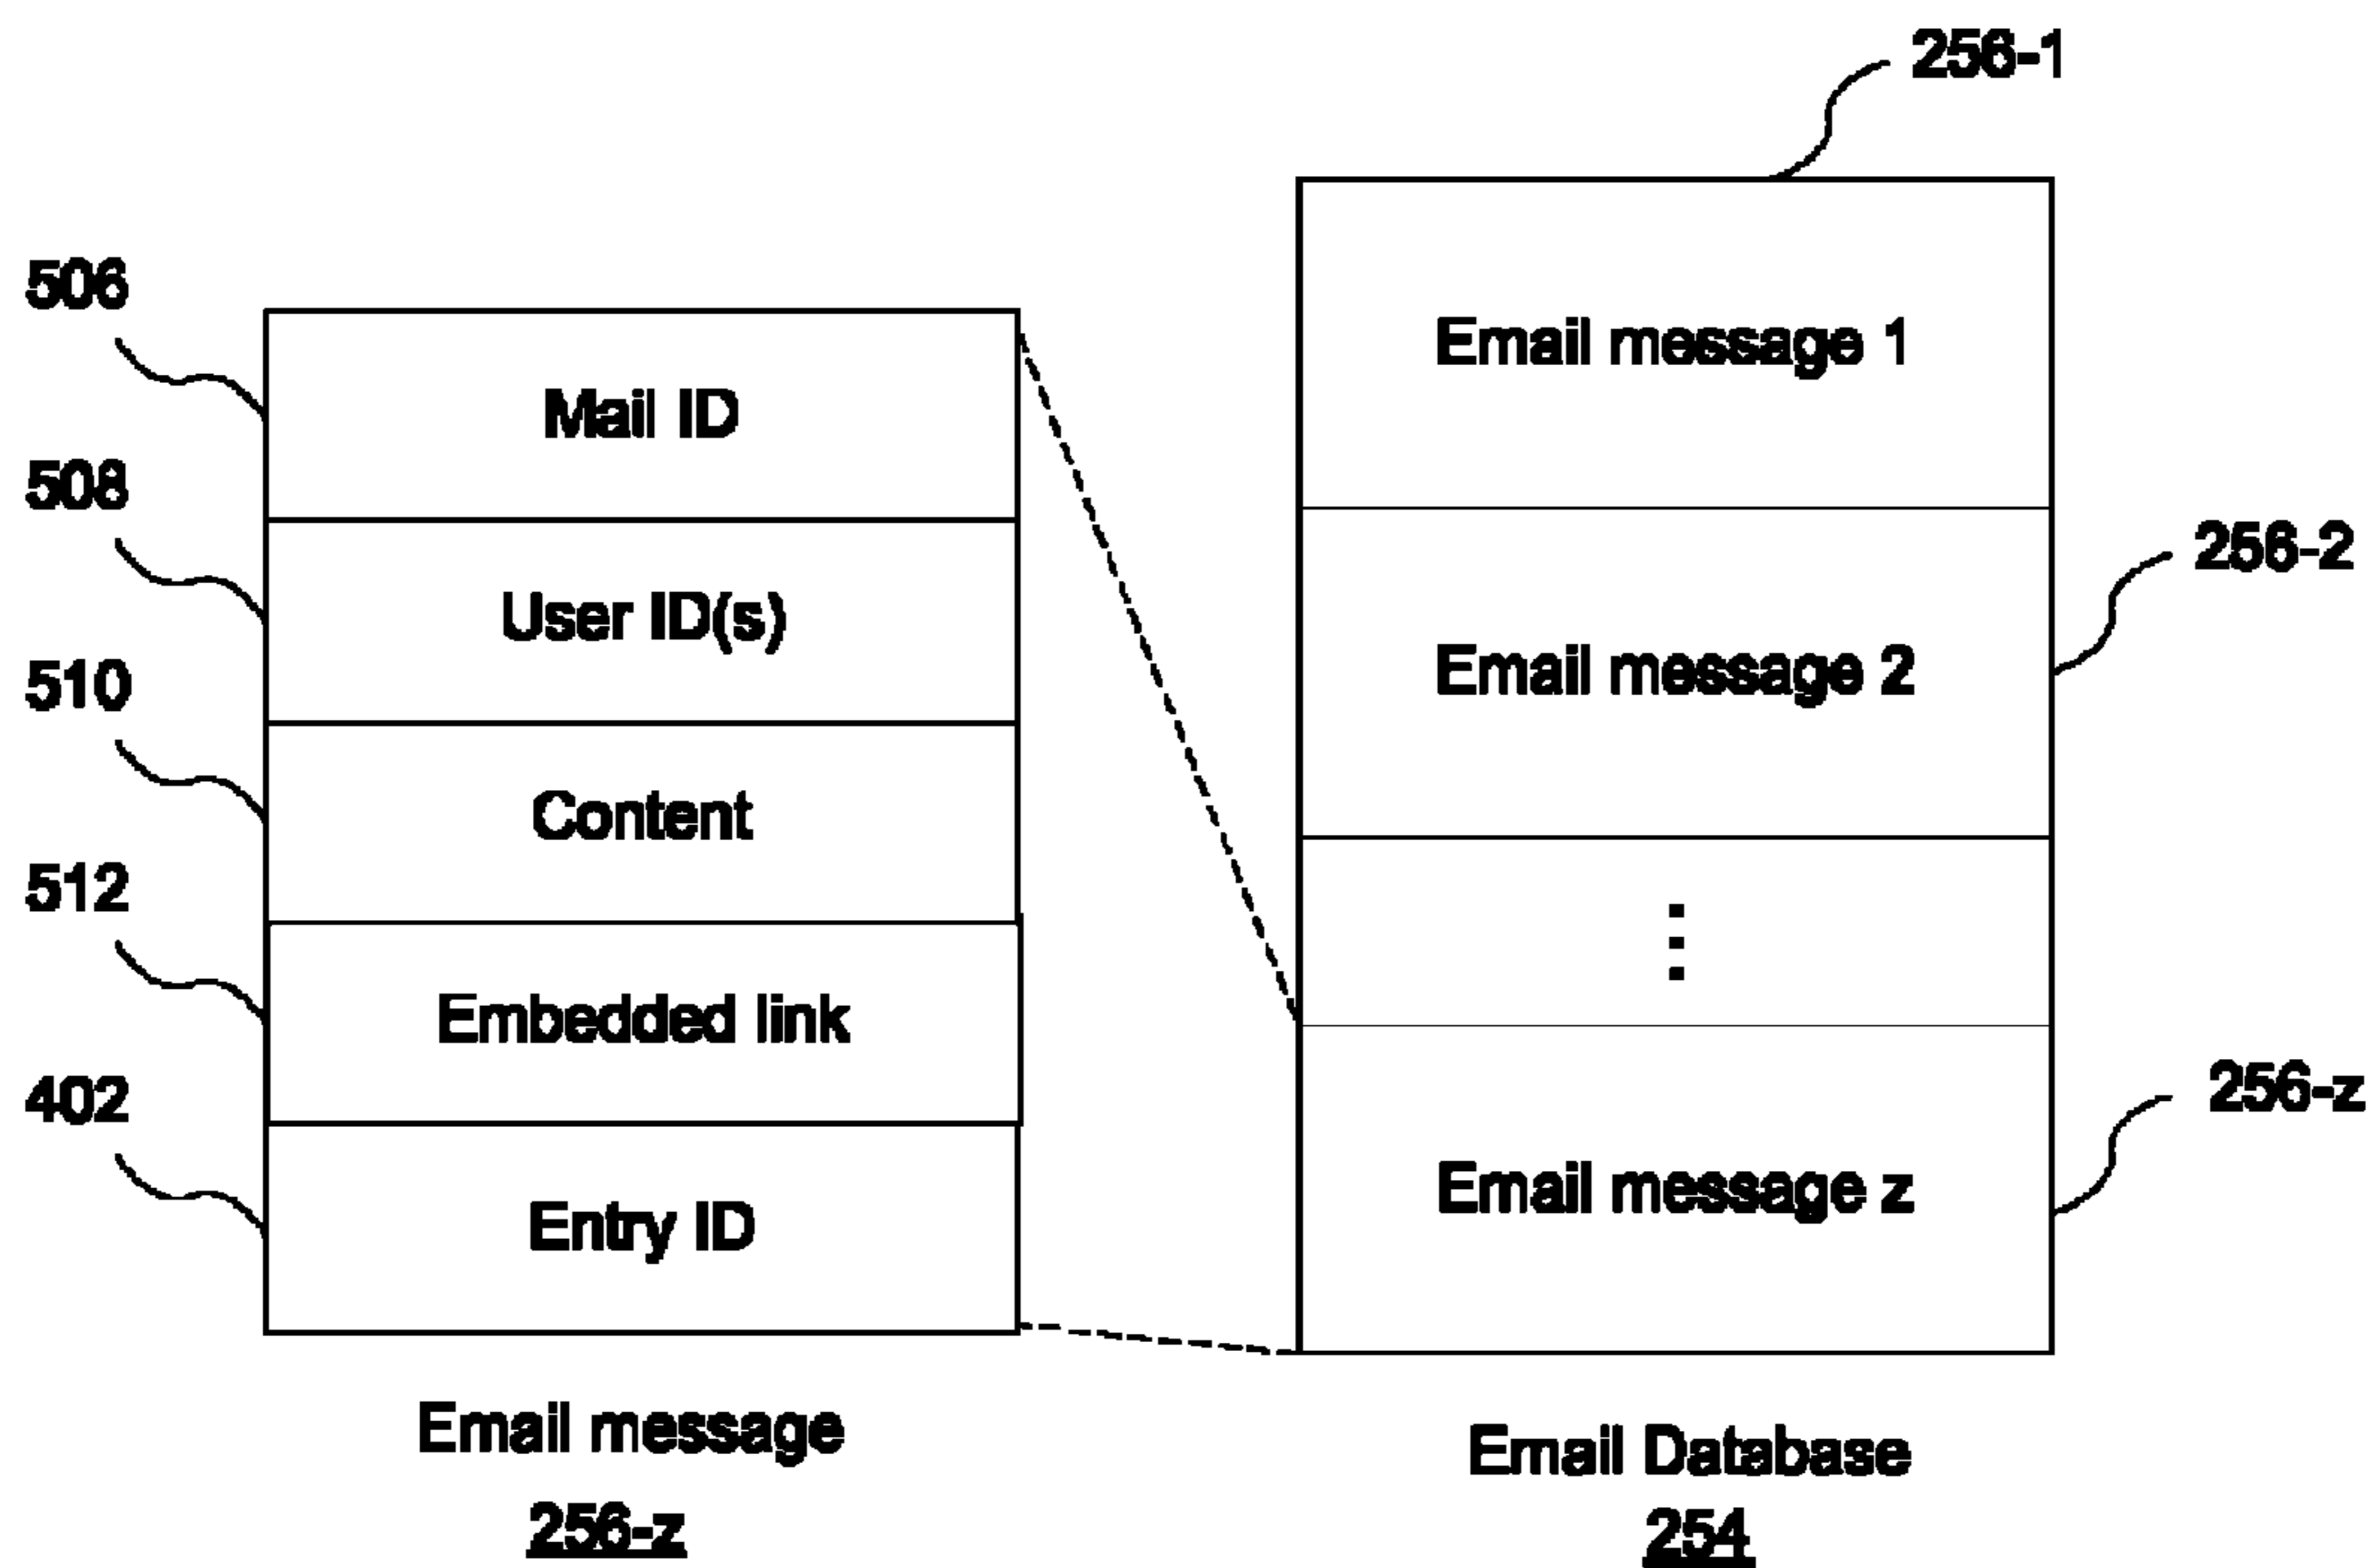 256-1
506
Mail ID
508
User ID(s)
510
Content
512
Embedded link
402
Entry ID
Email message
256-z
Email message 1
256-2
Email message 2
⋮
256-z
Email message z
Email Database
254